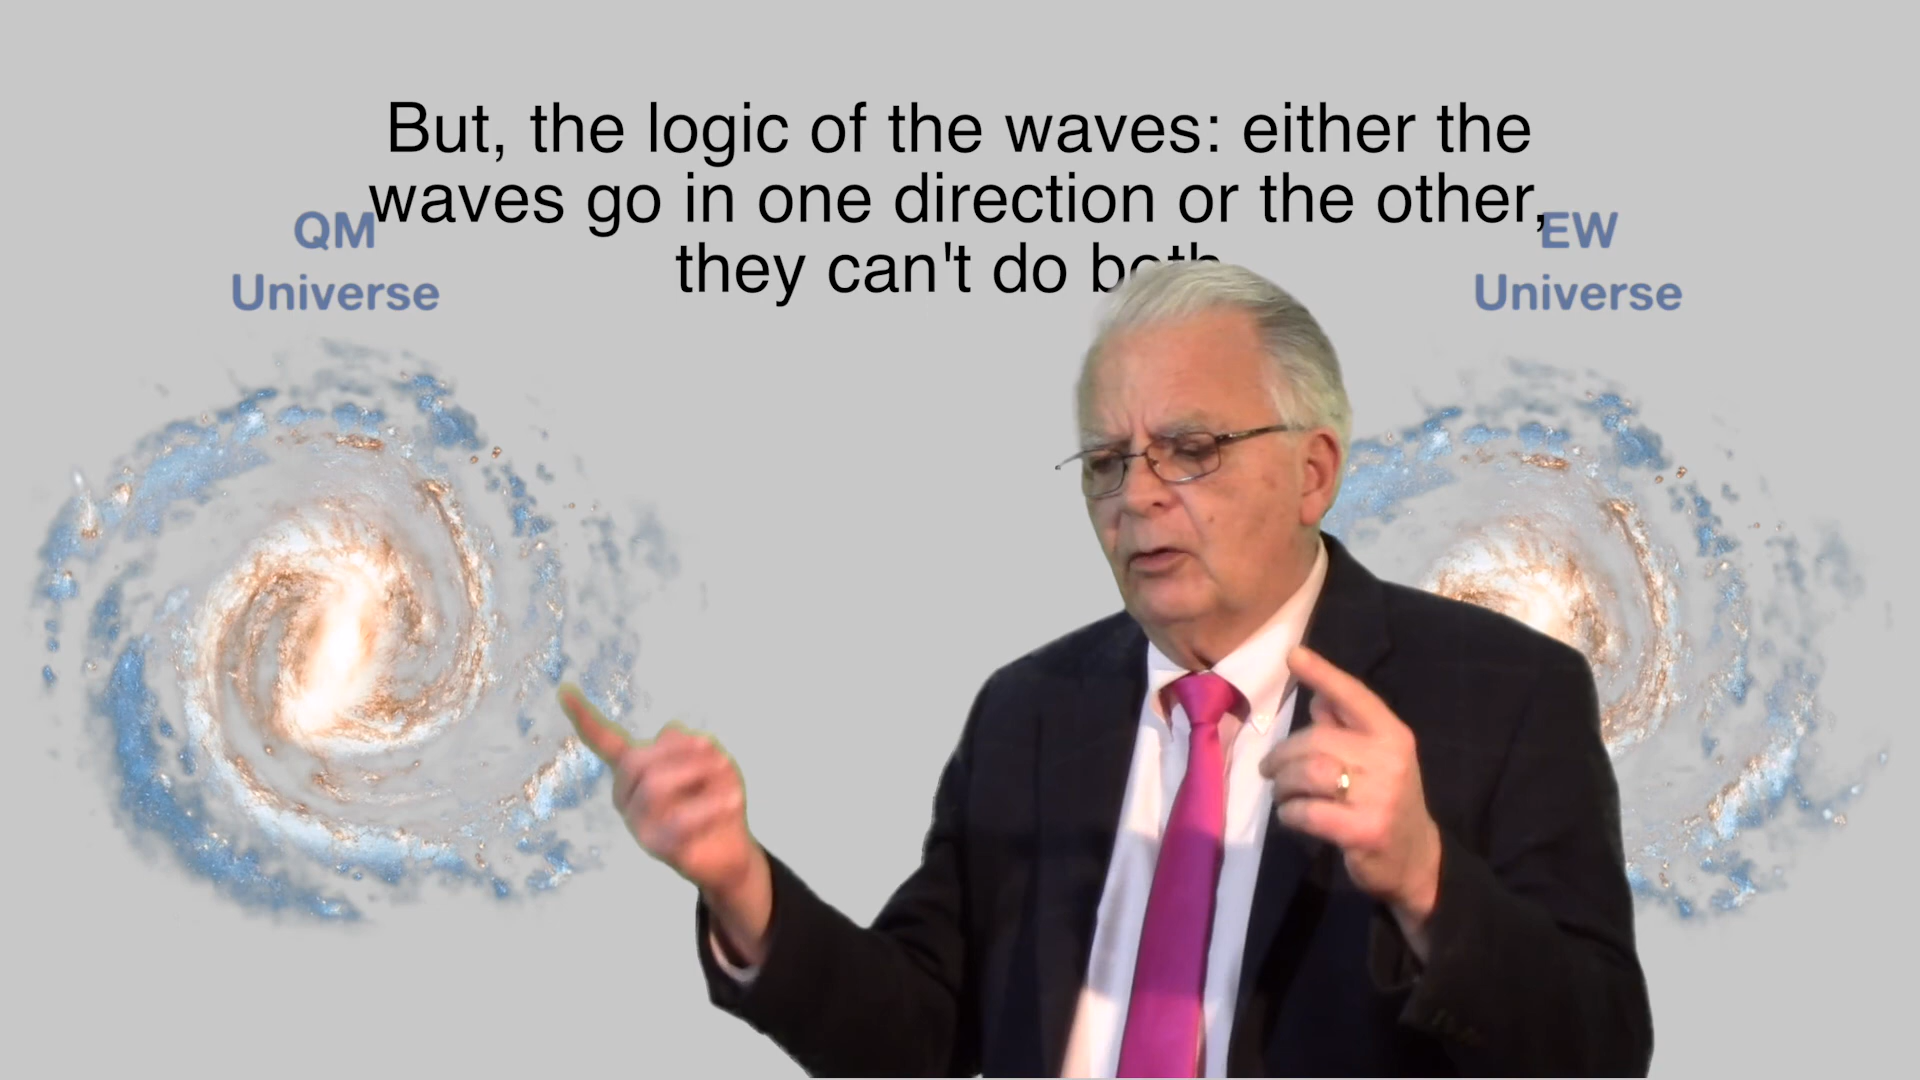 But, the logic of the waves: either the
waves go in one direction or the other,
they can't do both
QM
Universe
EW
Universe